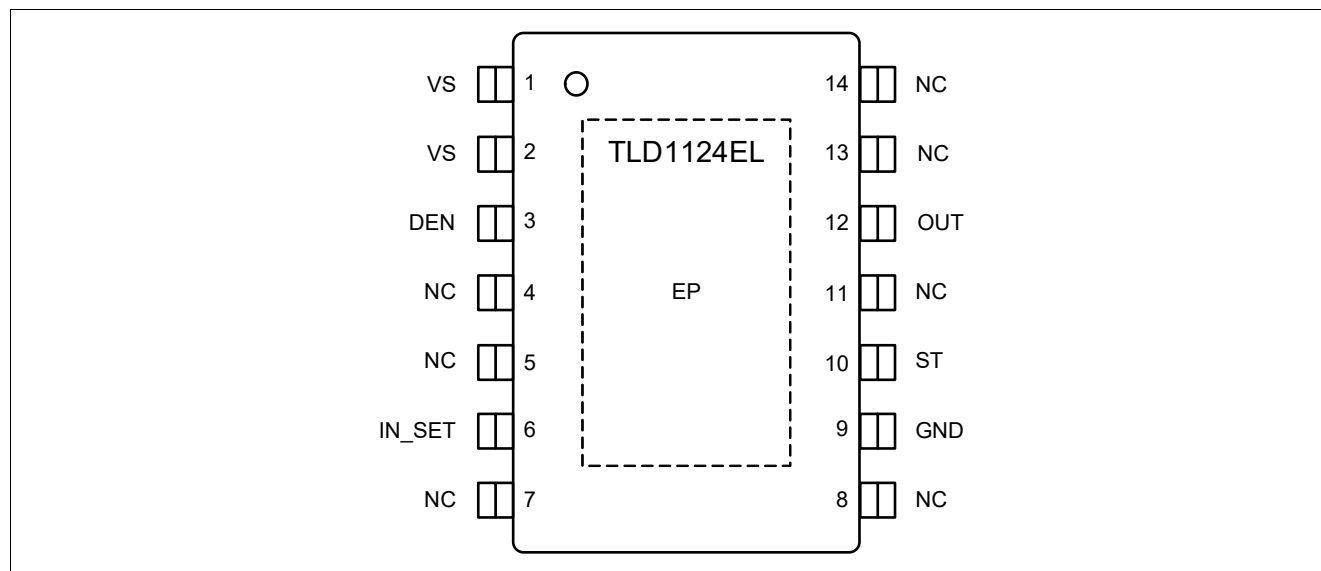 VS 1 14 NC
VS 2 TLD1124EL 13 NC
DEN 3 12 OUT
NC 4 EP 11 NC
NC 5 10 ST
IN_SET 6 9 GND
NC 7 8 NC